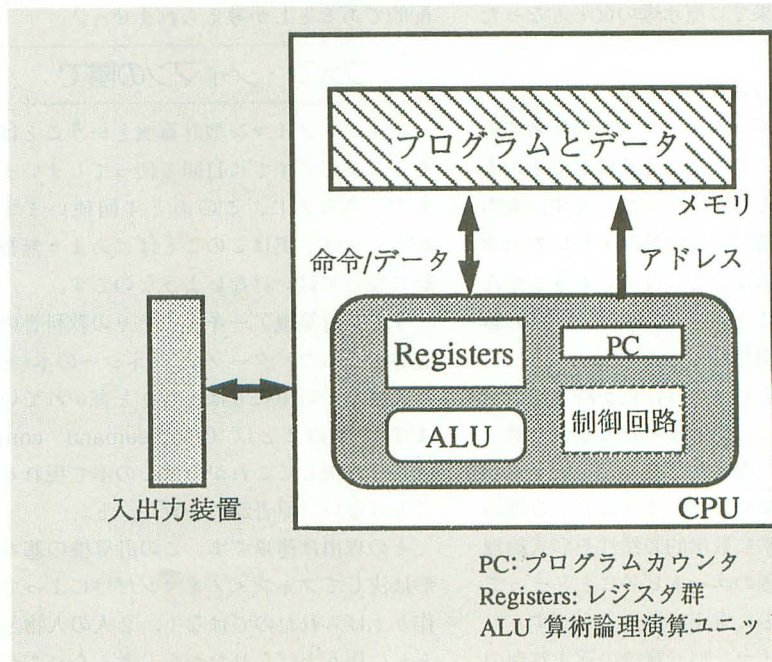 プログラムとデータ
メモリ
命令/データ
アドレス
Registers
PC
ALU
制御回路
入出力装置
CPU
PC: プログラムカウンタ
Registers: レジスタ群
ALU 算術論理演算ユニッ